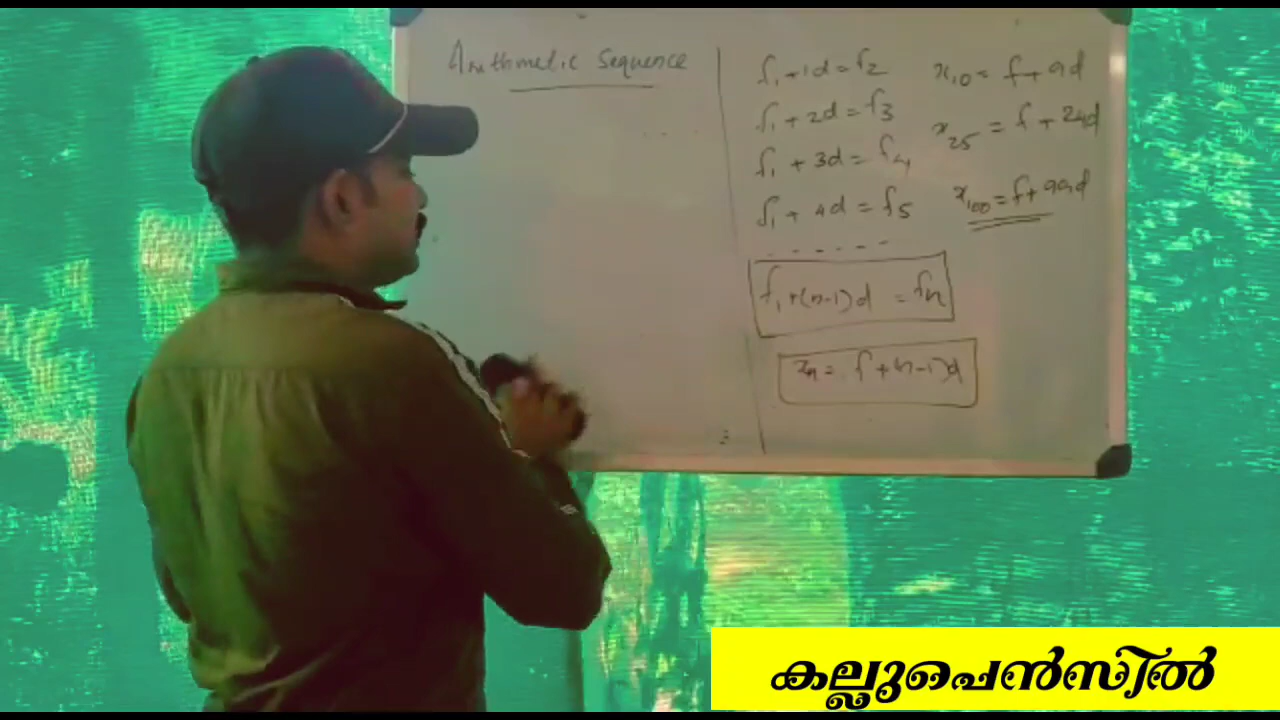 Arithmetic Sequence
f₁+1d=f₂
f₁+2d=f₃
f₁+3d=f₄
f₁+4d=f₅
- - - - - -
f₁+(n-1)d = fn
xn = f+(n-1)d
x₁₀= f+9d
x₂₅ = f+24d
x₁₀₀=f+99d
കല്ലുപെൻസിൽ